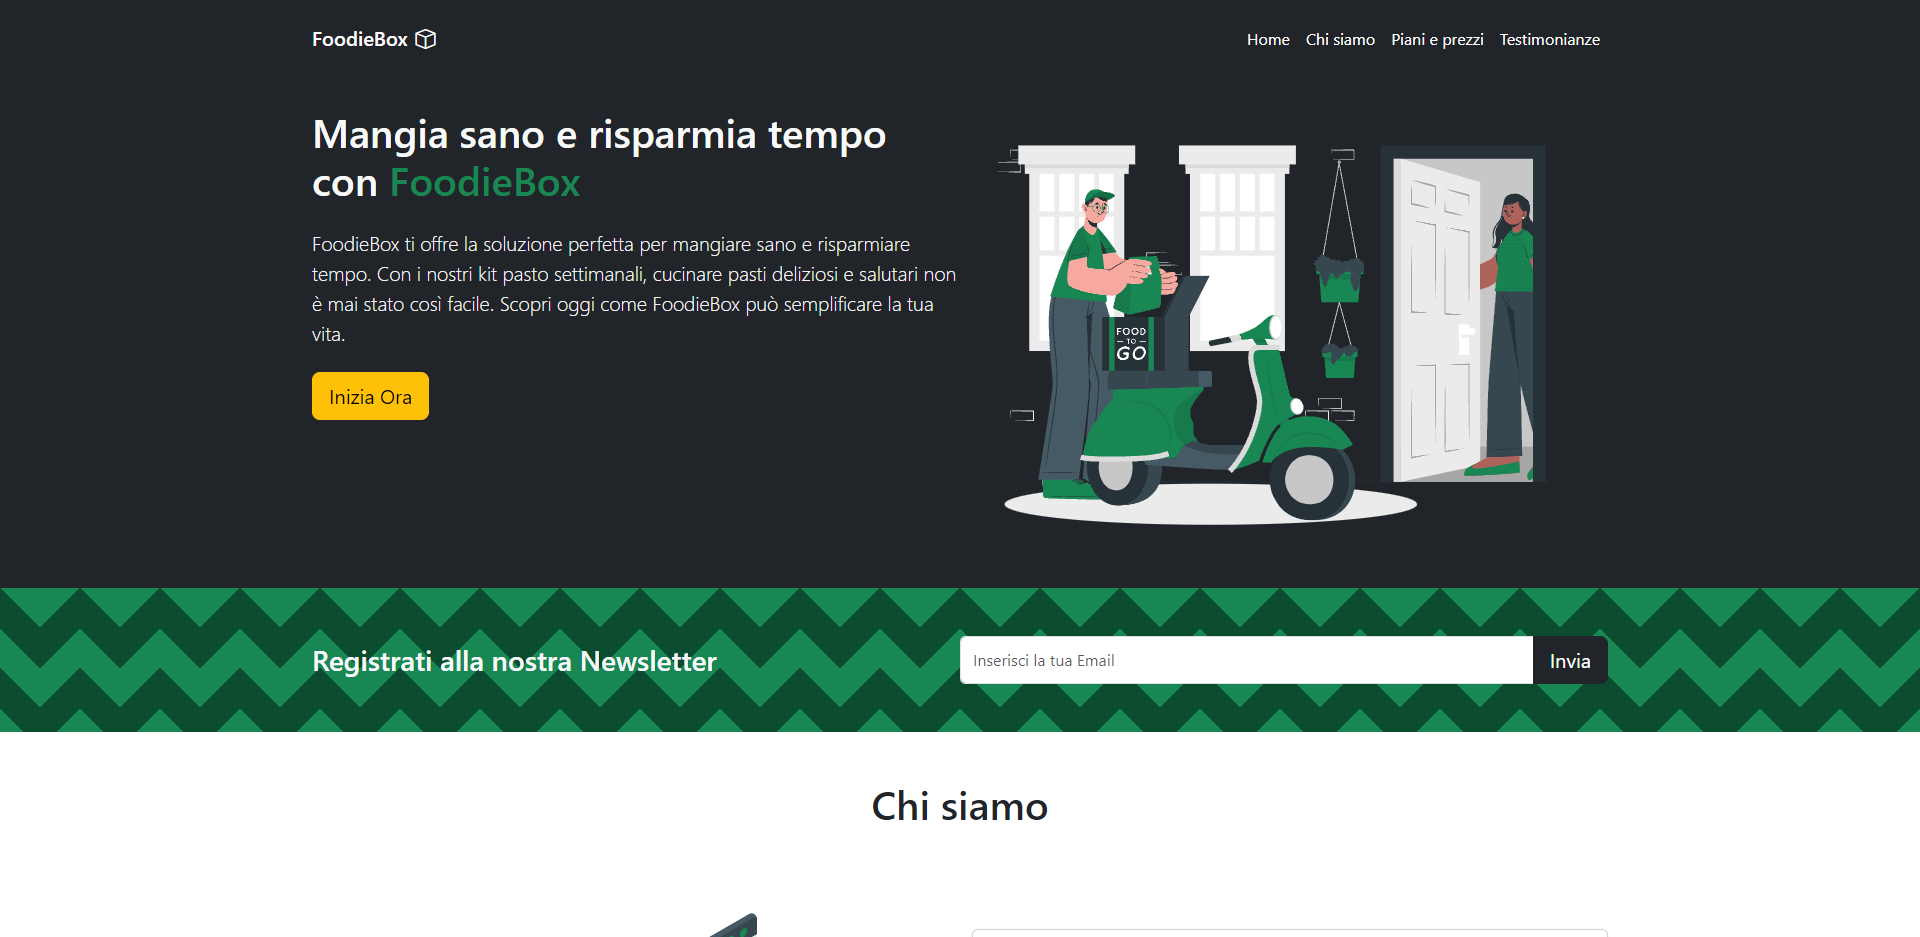 FoodieBox
Home
Chi siamo
Piani e prezzi
Testimonianze
Mangia sano e risparmia tempo
con FoodieBox
FoodieBox ti offre la soluzione perfetta per mangiare sano e risparmiare
tempo. Con i nostri kit pasto settimanali, cucinare pasti deliziosi e salutari non
è mai stato così facile. Scopri oggi come FoodieBox può semplificare la tua
vita.
Inizia Ora
FOOD
TO
GO
Registrati alla nostra Newsletter
Inserisci la tua Email
Invia
Chi siamo